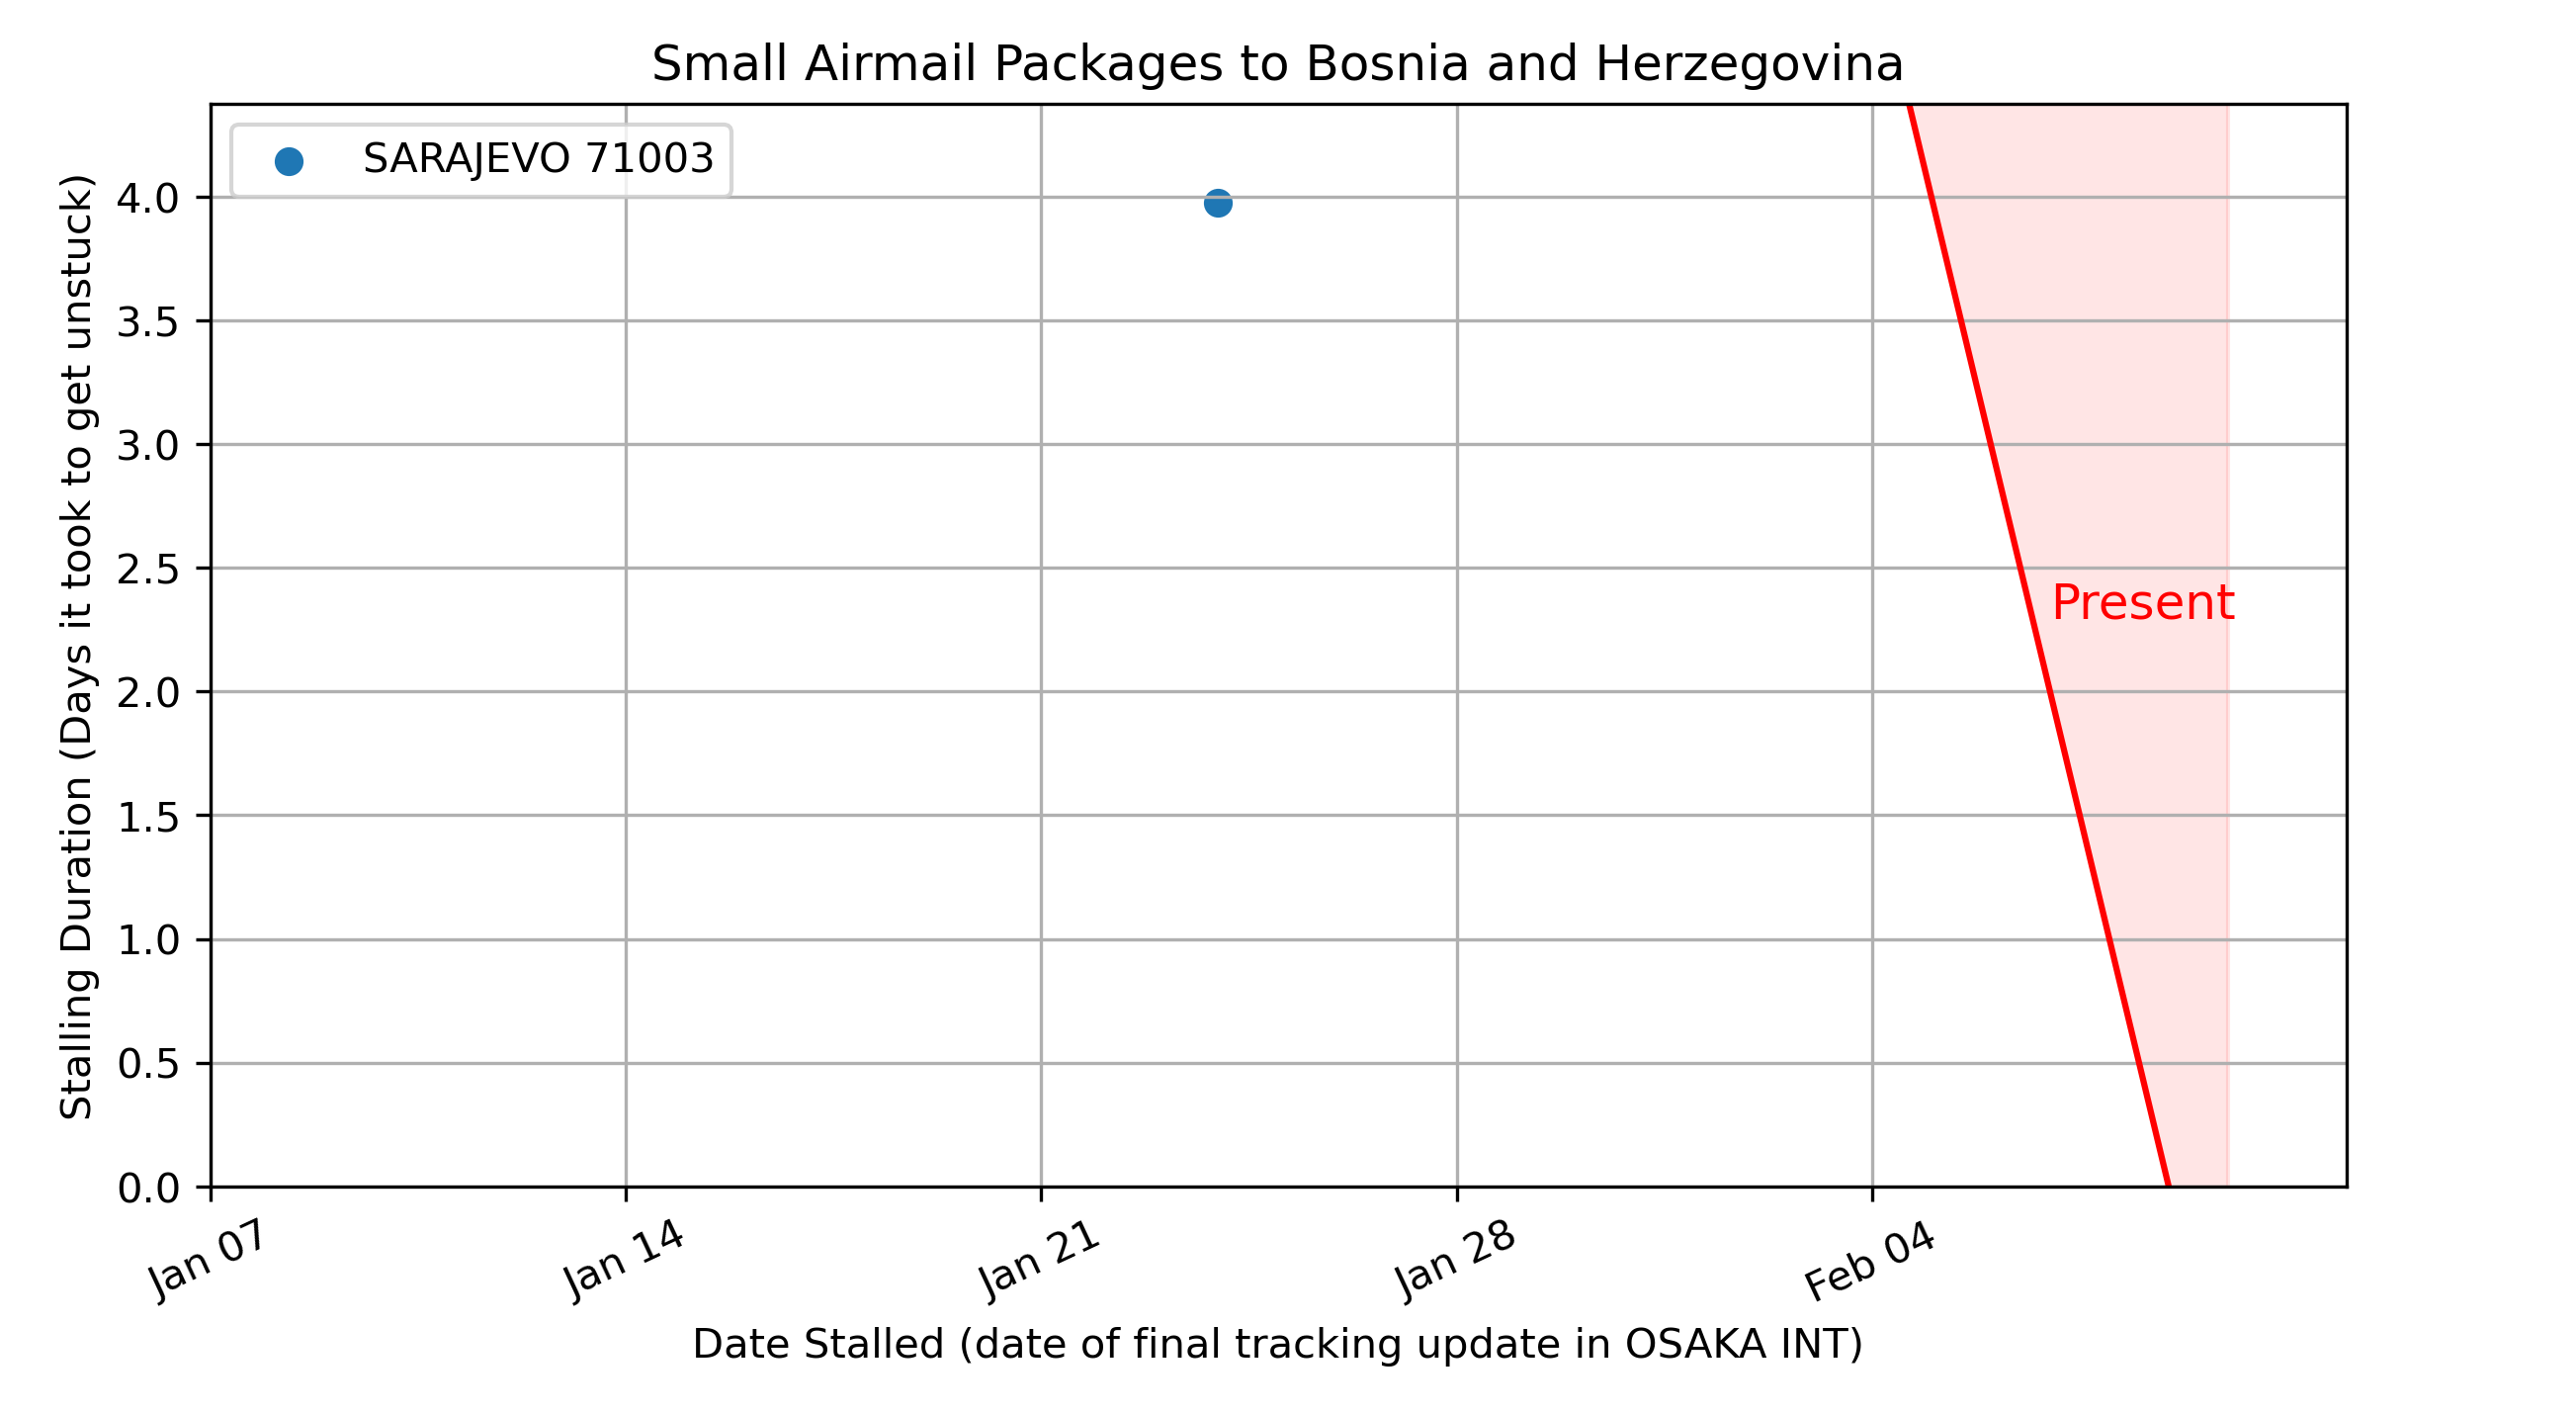 Small Airmail Packages to Bosnia and Herzegovina
SARAJEVO 71003
Stalling Duration (Days it took to get unstuck)
4.0
3.5
3.0
2.5
2.0
1.5
1.0
0.5
0.0
Present
Jan 07
Jan 14
Jan 21
Jan 28
Feb 04
Date Stalled (date of final tracking update in OSAKA INT)